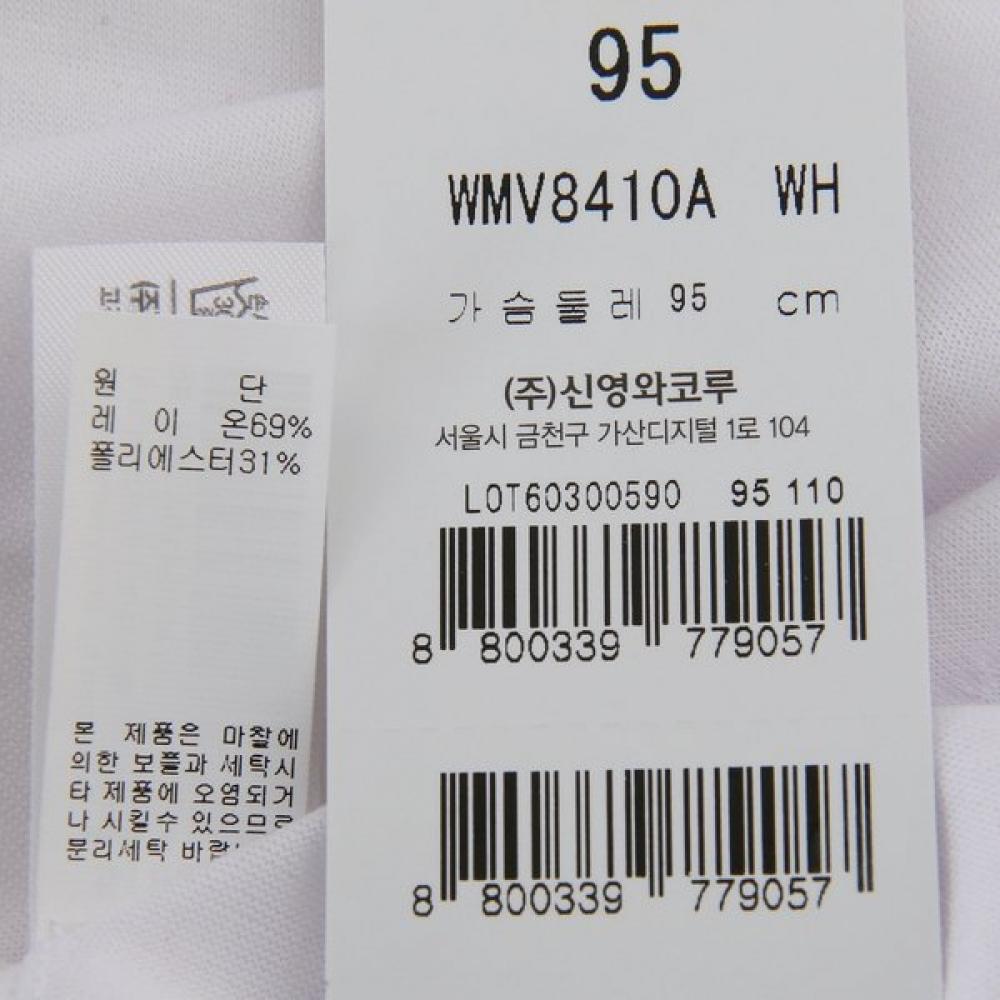 95
WMV8410A WH
가슴둘레 95 cm
(주)신영와코루
서울시 금천구 가산디지털 1로 104
LOT60300590 95 110
8 800339 779057
8 800339 779057
원 단
레 이 온69%
폴리에스터31%
본 제품은 마찰에
의한 보풀과 세탁시
타 제품에 오염되거
나 시킬수 있으므로
분리세탁 바랍